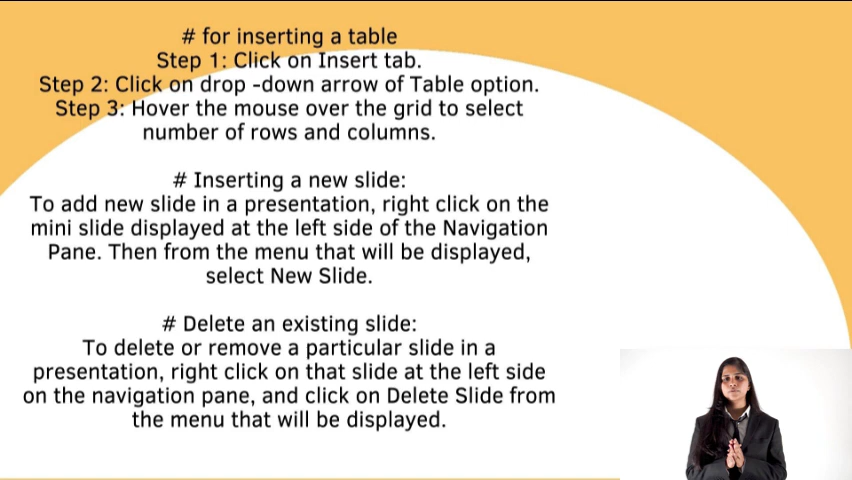 # for inserting a table
Step 1: Click on Insert tab.
Step 2: Click on drop -down arrow of Table option.
Step 3: Hover the mouse over the grid to select
number of rows and columns.
# Inserting a new slide:
To add new slide in a presentation, right click on the
mini slide displayed at the left side of the Navigation
Pane. Then from the menu that will be displayed,
select New Slide.
# Delete an existing slide:
To delete or remove a particular slide in a
presentation, right click on that slide at the left side
on the navigation pane, and click on Delete Slide from
the menu that will be displayed.